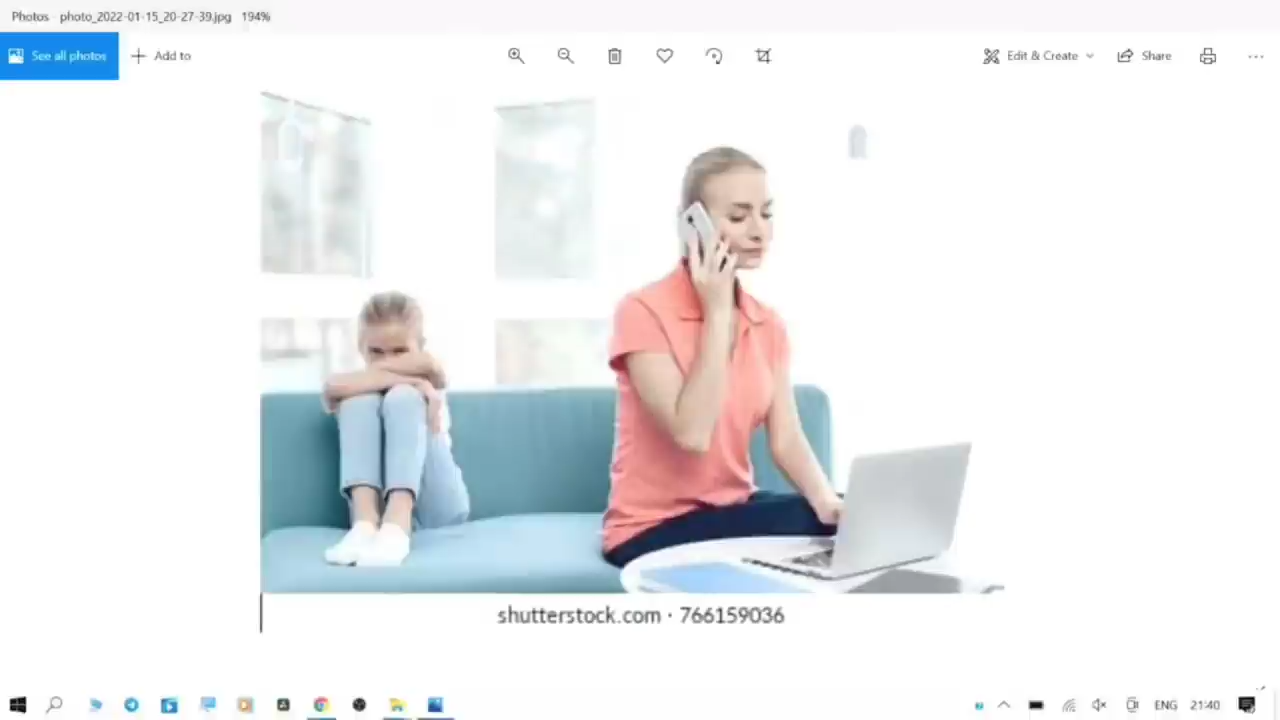 Photos - photo_2022-01-15_20-27-39.jpg 194%
See all photos
Add to
Edit & Create
Share
shutterstock.com · 766159036
ENG
21:40